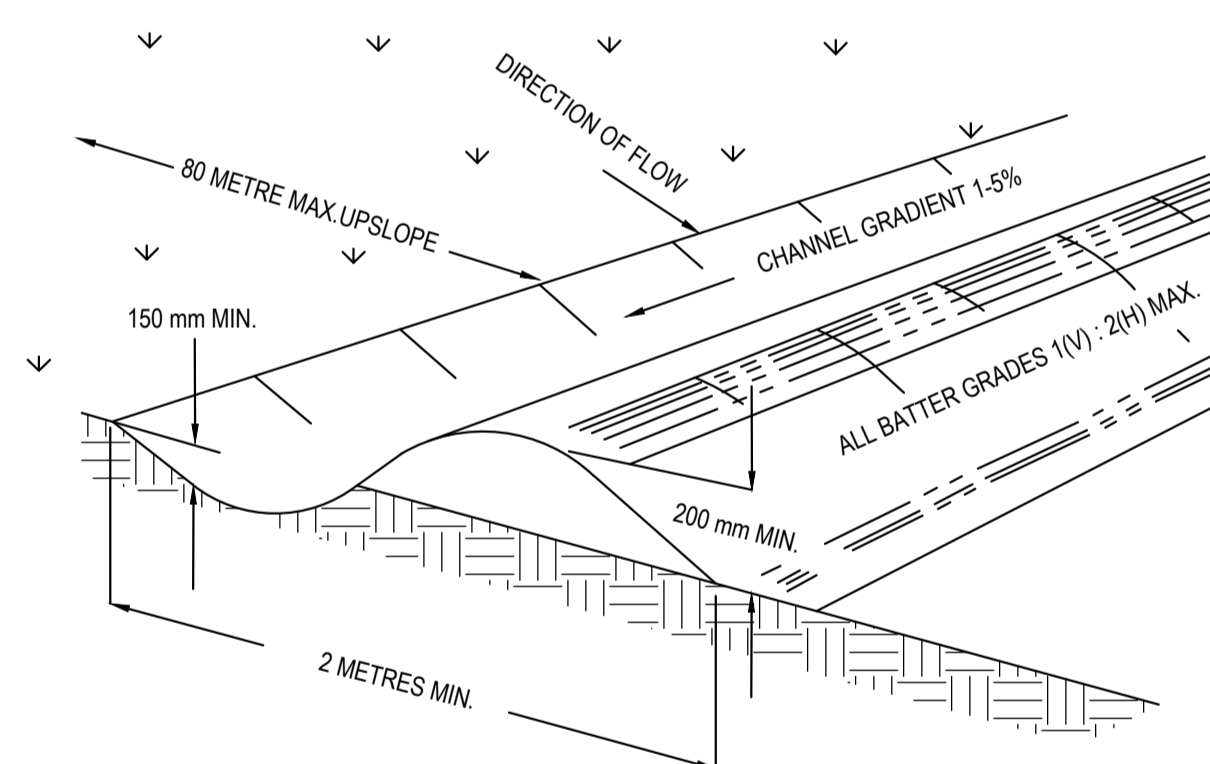 DIRECTION OF FLOW
80 METRE MAX.UPSLOPE
CHANNEL GRADIENT 1-5%
150 mm MIN.
ALL BATTER GRADES 1(V) : 2(H) MAX.
200 mm MIN.
2 METRES MIN.